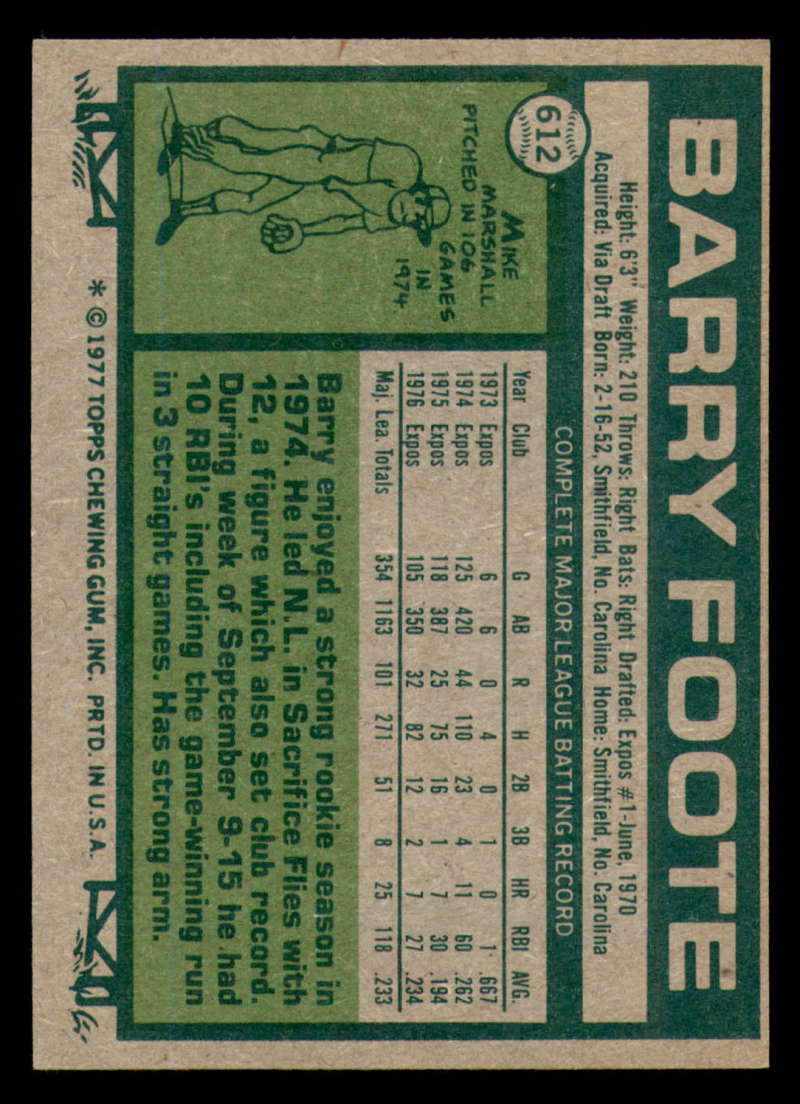 612
BARRY FOOTE
Height: 6'3" Weight: 210 Throws: Right Bats: Right Drafted: Expos #1-June, 1970
Acquired: Via Draft Born: 2-16-52, Smithfield, No. Carolina Home: Smithfield, No. Carolina
COMPLETE MAJOR LEAGUE BATTING RECORD
MIKE
MARSHALL
PITCHED IN 106
GAMES
IN
1974
Year Club G AB R H 2B 3B HR RBI AVG.
1973 Expos 6 6 0 4 0 1 0 1 .667
1974 Expos 125 420 44 110 23 4 11 60 .262
1975 Expos 118 387 25 75 16 1 7 30 .194
1976 Expos 105 350 32 82 12 2 7 27 .234
Maj. Lea. Totals 354 1163 101 271 51 8 25 118 .233
Barry enjoyed a strong rookie season in
1974. He led N.L. in Sacrifice Flies with
12, a figure which also set club record.
During week of September 9-15 he had
10 RBI's including the game-winning run
in 3 straight games. Has strong arm.
* © 1977 TOPPS CHEWING GUM, INC. PRTD. IN U.S.A.